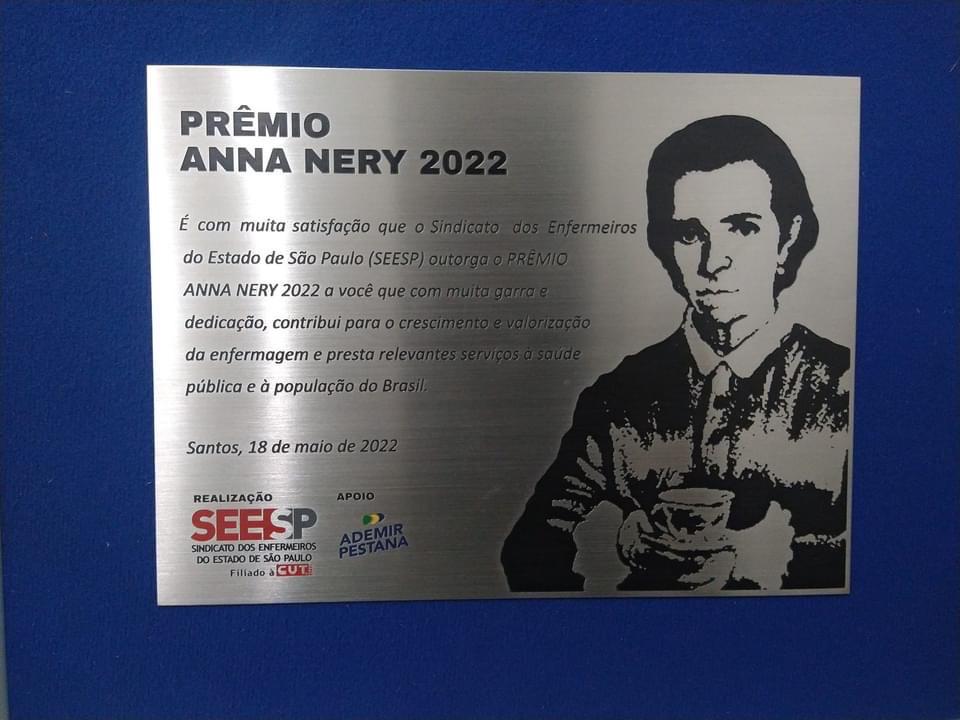 PRÊMIO
ANNA NERY 2022
É com muita satisfação que o Sindicato dos Enfermeiros
do Estado de São Paulo (SEESP) outorga o PRÊMIO
ANNA NERY 2022 a você que com muita garra e
dedicação, contribui para o crescimento e valorização
da enfermagem e presta relevantes serviços à saúde
pública e à população do Brasil.
Santos, 18 de maio de 2022
REALIZAÇÃO
SEESP
SINDICATO DOS ENFERMEIROS
DO ESTADO DE SÃO PAULO
Filiado à CUT
APOIO
ADEMIR
PESTANA